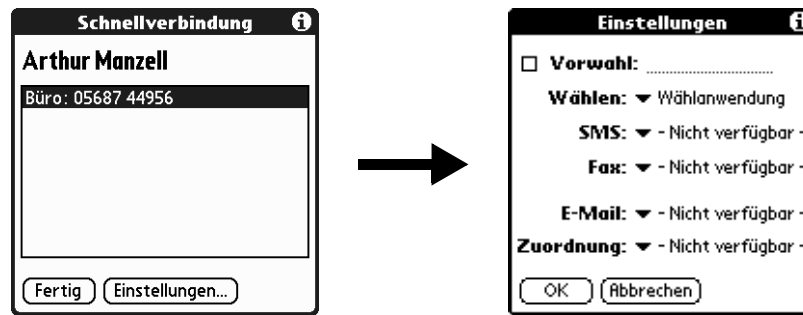 Schnellverbindung
Arthur Manzell
Büro: 05687 44956
Fertig
Einstellungen...
Einstellungen
Vorwahl:
Wählen: Wählanwendung
SMS: - Nicht verfügbar -
Fax: - Nicht verfügbar -
E-Mail: - Nicht verfügbar -
Zuordnung: - Nicht verfügbar -
OK
Abbrechen